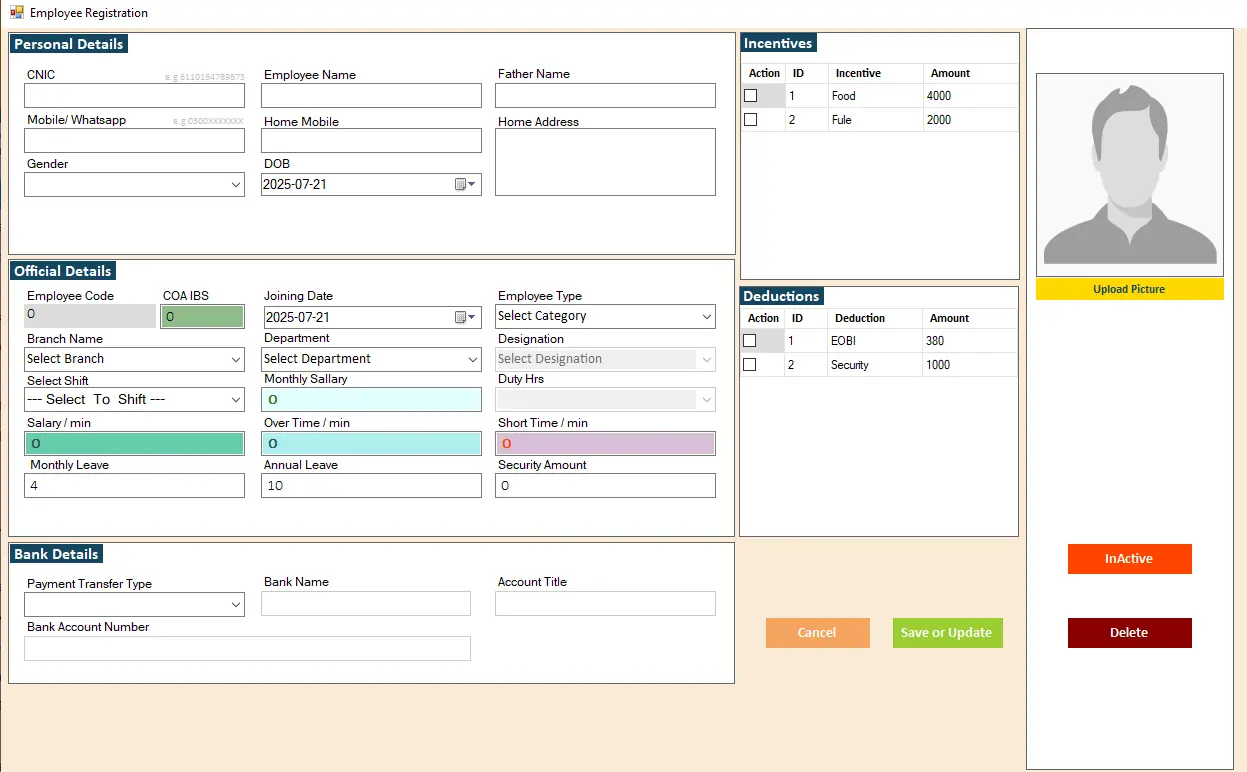 Employee Registration
Personal Details
CNIC e.g 6110164789875 Employee Name Father Name
Mobile/ Whatsapp e.g 0300XXXXXXX Home Mobile Home Address
Gender DOB
2025-07-21
Official Details
Employee Code COA IBS Joining Date Employee Type
0 0 2025-07-21 Select Category
Branch Name Department Designation
Select Branch Select Department Select Designation
Select Shift Monthly Sallary Duty Hrs
--- Select To Shift --- 0
Salary / min Over Time / min Short Time / min
0 0 0
Monthly Leave Annual Leave Security Amount
4 10 0
Bank Details
Payment Transfer Type Bank Name Account Title
Bank Account Number
Incentives
Action ID Incentive Amount
1 Food 4000
2 Fule 2000
Deductions
Action ID Deduction Amount
1 EOBI 380
2 Security 1000
Cancel Save or Update
Upload Picture
InActive
Delete